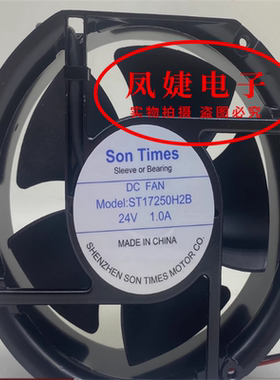 凤婕电子
实物拍摄 盗图必究
Son Times
Sleeve or Bearing
DC FAN
Model:ST17250H2B
24V 1.0A
MADE IN CHINA
SHENZHEN SON TIMES MOTOR CO.